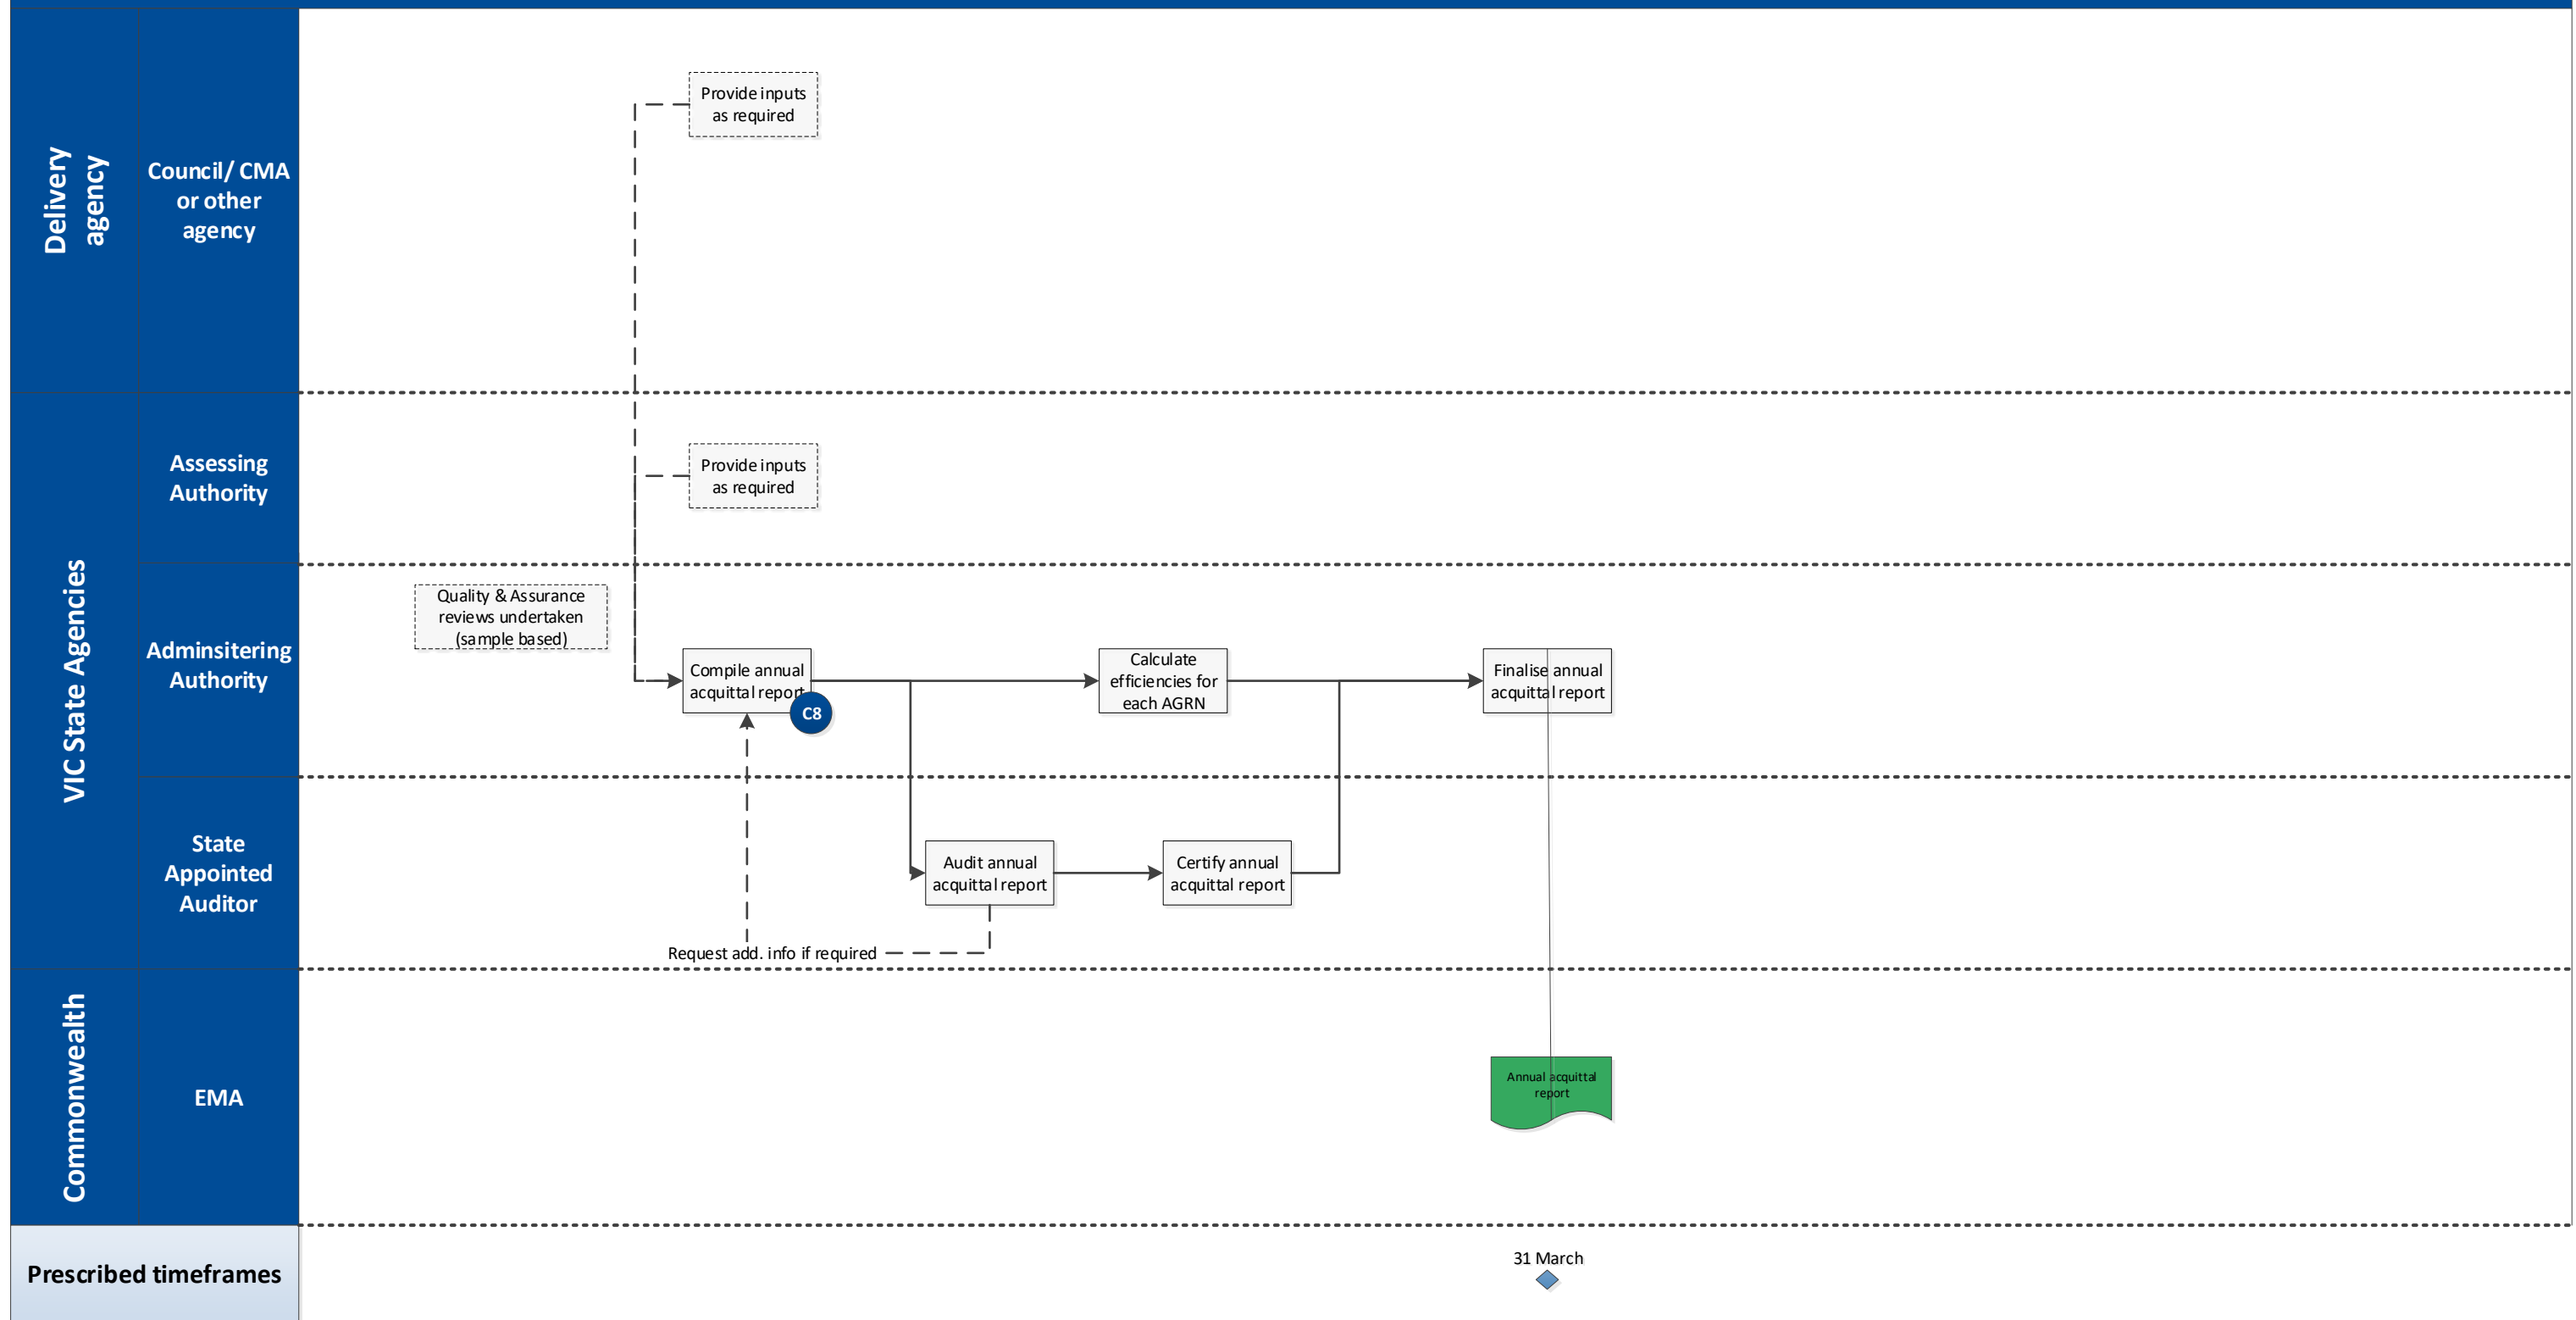 Delivery
agency
Council/ CMA
or other
agency
Provide inputs
as required
VIC State Agencies
Assessing
Authority
Provide inputs
as required
Adminsitering
Authority
Quality & Assurance
reviews undertaken
(sample based)
Compile annual
acquittal report
C8
Calculate
efficiencies for
each AGRN
Finalise annual
acquittal report
State
Appointed
Auditor
Audit annual
acquittal report
Certify annual
acquittal report
Request add. info if required
Commonwealth
EMA
Annual acquittal
report
Prescribed timeframes
31 March